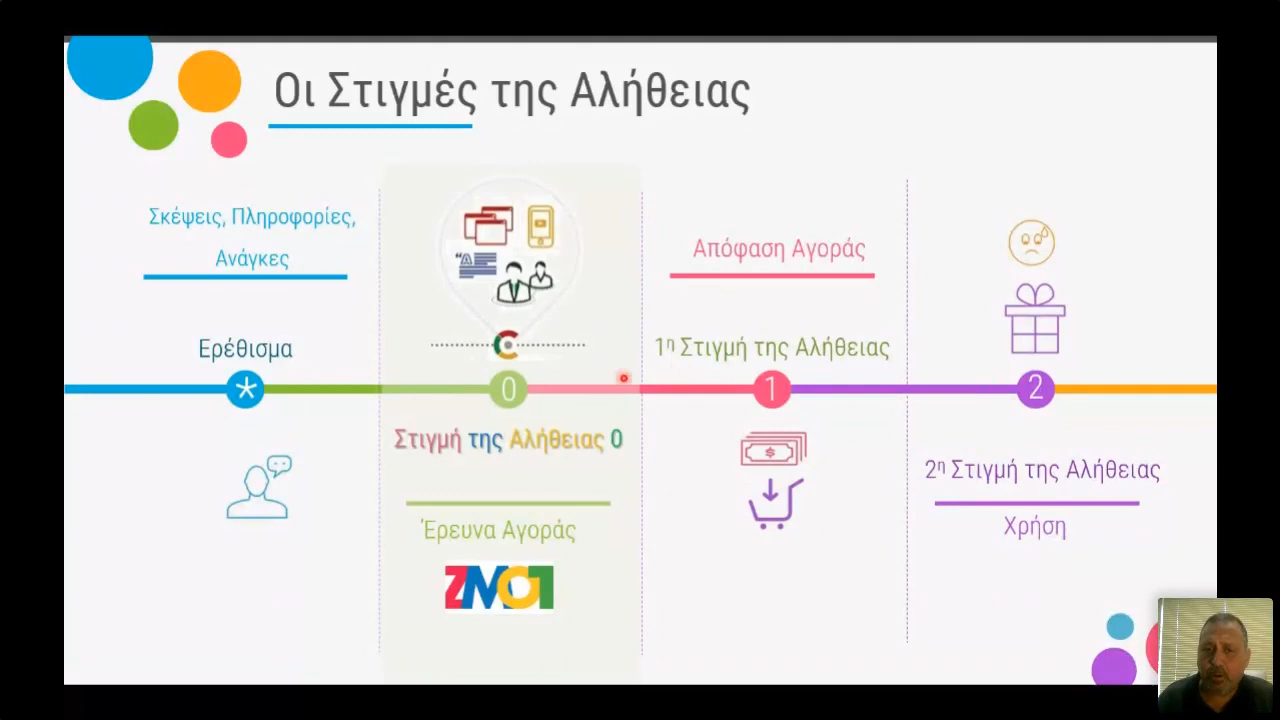 Οι Στιγμές της Αλήθειας
Σκέψεις, Πληροφορίες,
Ανάγκες
Ερέθισμα
*
0
Στιγμή της Αλήθειας 0
Έρευνα Αγοράς
ZMOT
Απόφαση Αγοράς
1η Στιγμή της Αλήθειας
1
$
2
2η Στιγμή της Αλήθειας
Χρήση